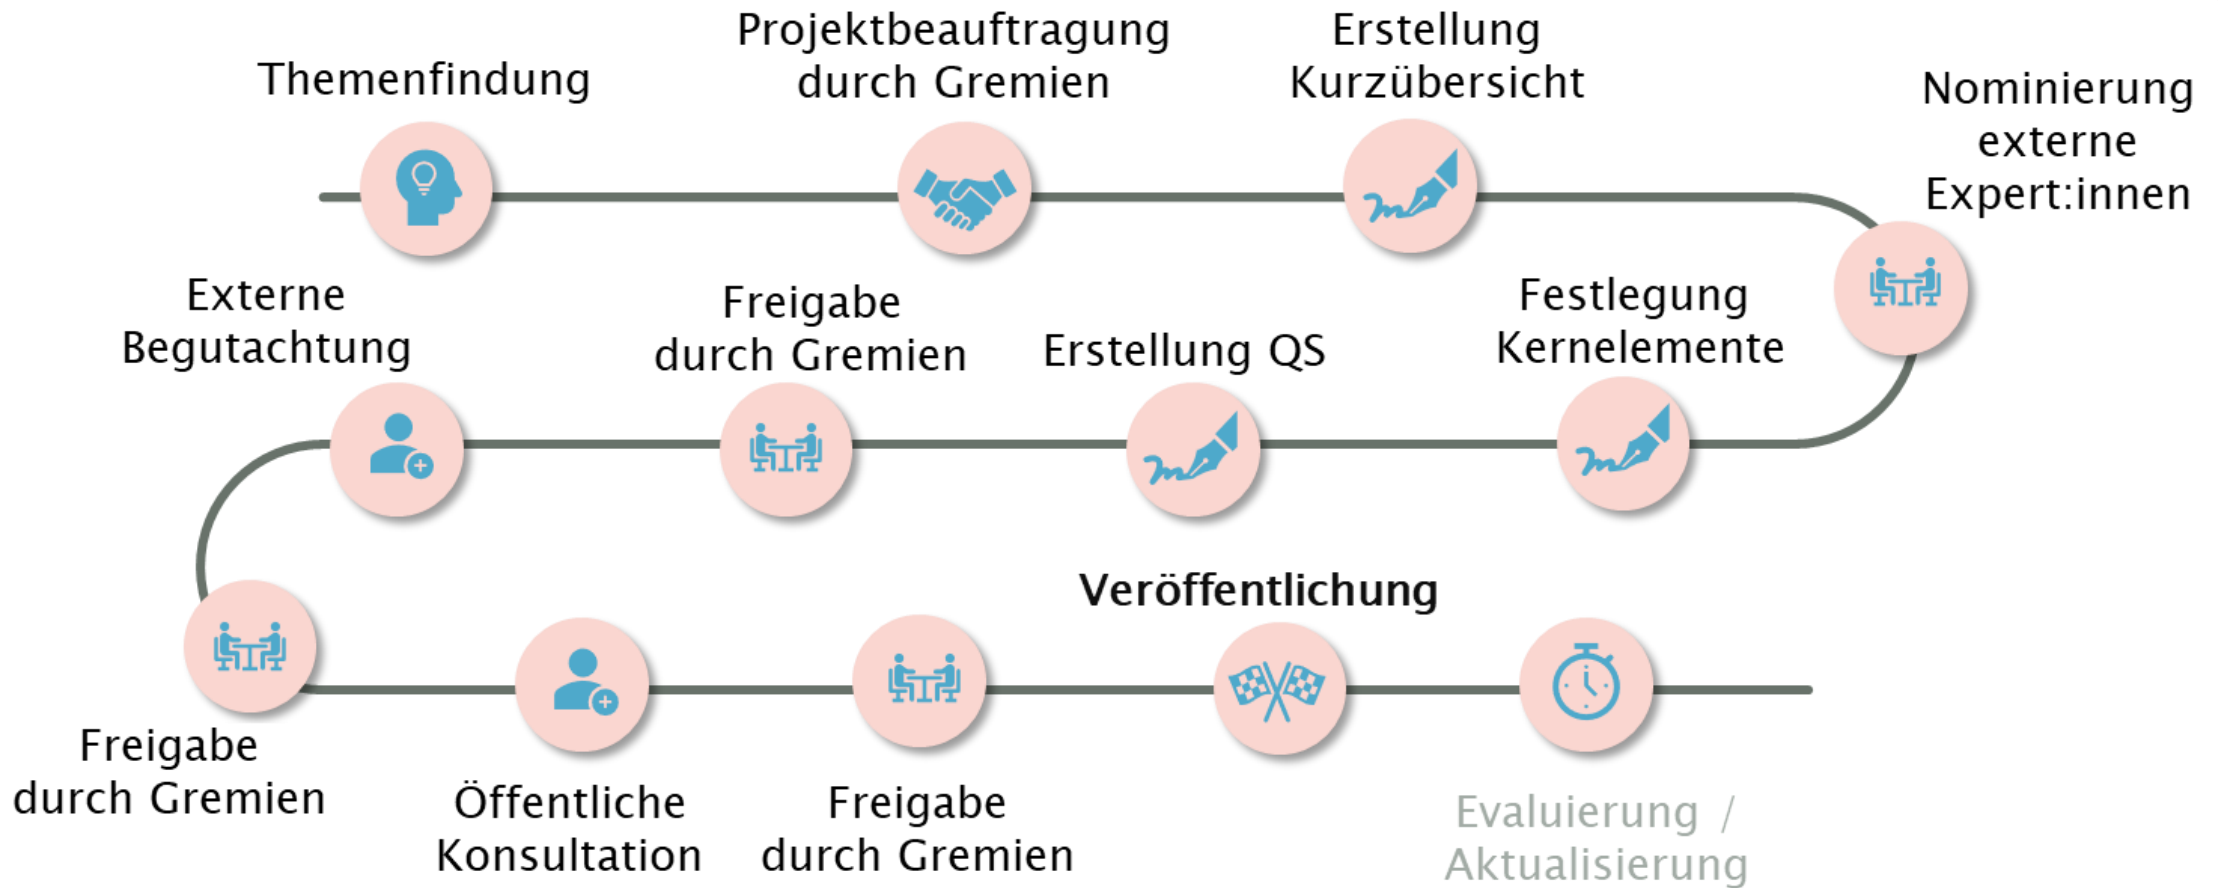 Themenfindung
Projektbeauftragung
durch Gremien
Erstellung
Kurzübersicht
Nominierung
externe
Expert:innen
Festlegung
Kernelemente
Erstellung QS
Freigabe
durch Gremien
Externe
Begutachtung
Freigabe
durch Gremien
Öffentliche
Konsultation
Freigabe
durch Gremien
Veröffentlichung
Evaluierung /
Aktualisierung